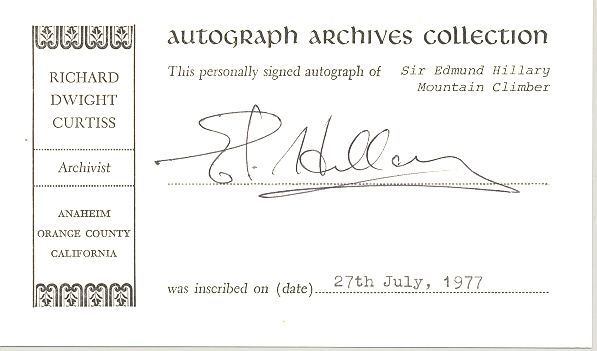 AUTOGRAPH ARCHIVES COLLECTION
RICHARD
DWIGHT
CURTISS
Archivist
ANAHEIM
ORANGE COUNTY
CALIFORNIA
This personally signed autograph of Sir Edmund Hillary
Mountain Climber
E P. Hillary
was inscribed on (date) 27th July, 1977